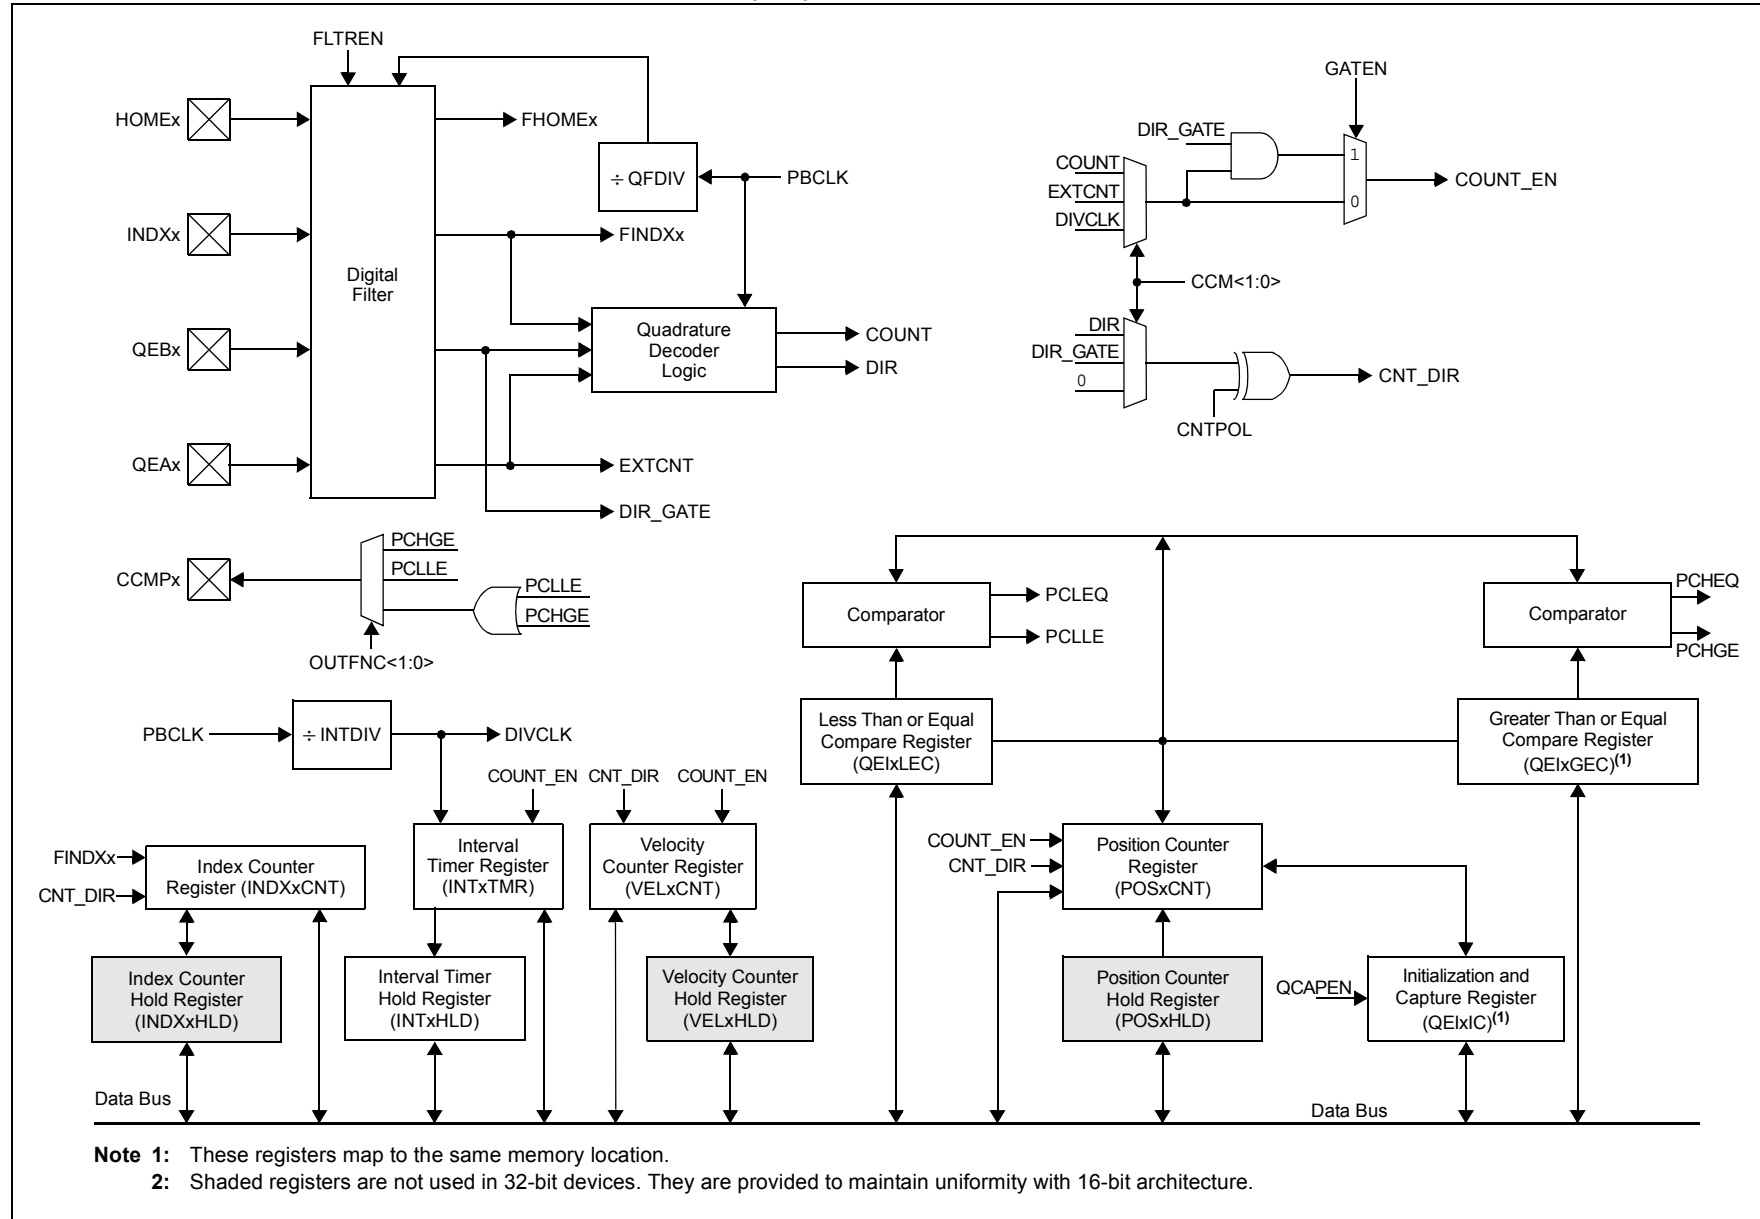 FLTREN
GATEN
HOMEx
FHOMEx
DIR_GATE
1
COUNT
÷ QFDIV
PBCLK
COUNT_EN
EXTCNT
0
DIVCLK
INDXx
FINDXx
Digital
Filter
CCM<1:0>
QEBx
Quadrature
Decoder
Logic
COUNT
DIR
DIR
DIR_GATE
0
CNT_DIR
CNTPOL
QEAx
EXTCNT
DIR_GATE
CCMPx
PCHGE
PCLLE
PCLLE
PCHGE
OUTFNC<1:0>
Comparator
PCLEQ
PCLLE
Comparator
PCHEQ
PCHGE
PBCLK
÷ INTDIV
DIVCLK
Less Than or Equal
Compare Register
(QEIxLEC)
Greater Than or Equal
Compare Register
(QEIxGEC)(1)
COUNT_EN
CNT_DIR
COUNT_EN
FINDXx
CNT_DIR
Index Counter
Register (INDXxCNT)
Interval
Timer Register
(INTxTMR)
Velocity
Counter Register
(VELxCNT)
COUNT_EN
CNT_DIR
Position Counter
Register
(POSxCNT)
Index Counter
Hold Register
(INDXxHLD)
Interval Timer
Hold Register
(INTxHLD)
Velocity Counter
Hold Register
(VELxHLD)
Position Counter
Hold Register
(POSxHLD)
QCAPEN
Initialization and
Capture Register
(QEIxIC)(1)
Data Bus
Data Bus
Note 1: These registers map to the same memory location.
2: Shaded registers are not used in 32-bit devices. They are provided to maintain uniformity with 16-bit architecture.